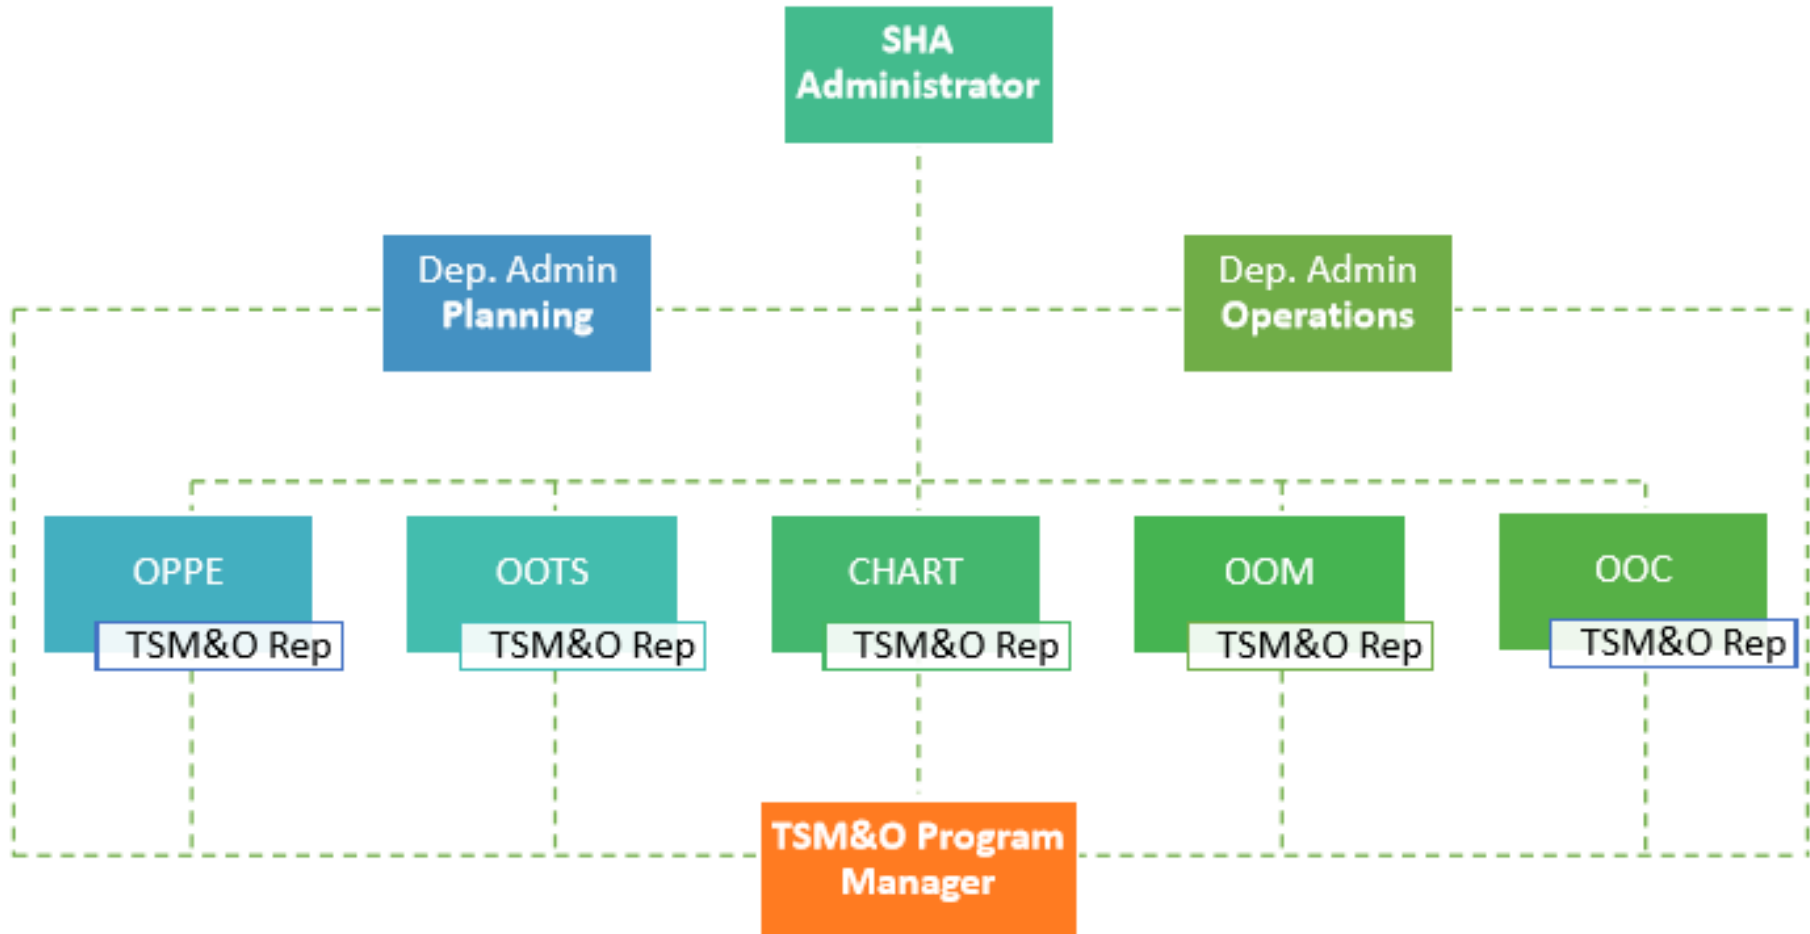 SHA
Administrator
Dep. Admin
Planning
Dep. Admin
Operations
OPPE
TSM&O Rep
OOTS
TSM&O Rep
CHART
TSM&O Rep
OOM
TSM&O Rep
OOC
TSM&O Rep
TSM&O Program
Manager